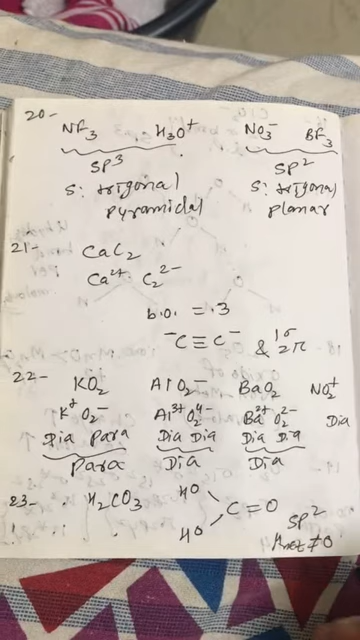 20-
NF3 H3O+ NO3- BF3
SP3 SP2
S: trigonal S: trigonal
pyramidal planar
21- CaC2
Ca2+ C2 2-
b.o. = 3
-C≡C- & 1σ 2π
22- KO2 AlO2- BaO2 NO2+
K+ O2- Al3+ O2 4- Ba2+ O2 2- Dia
Dia Para Dia Dia Dia Dia
Para Dia Dia
23- H2CO3 HO C=O
HO SP2
μnet ≠ 0